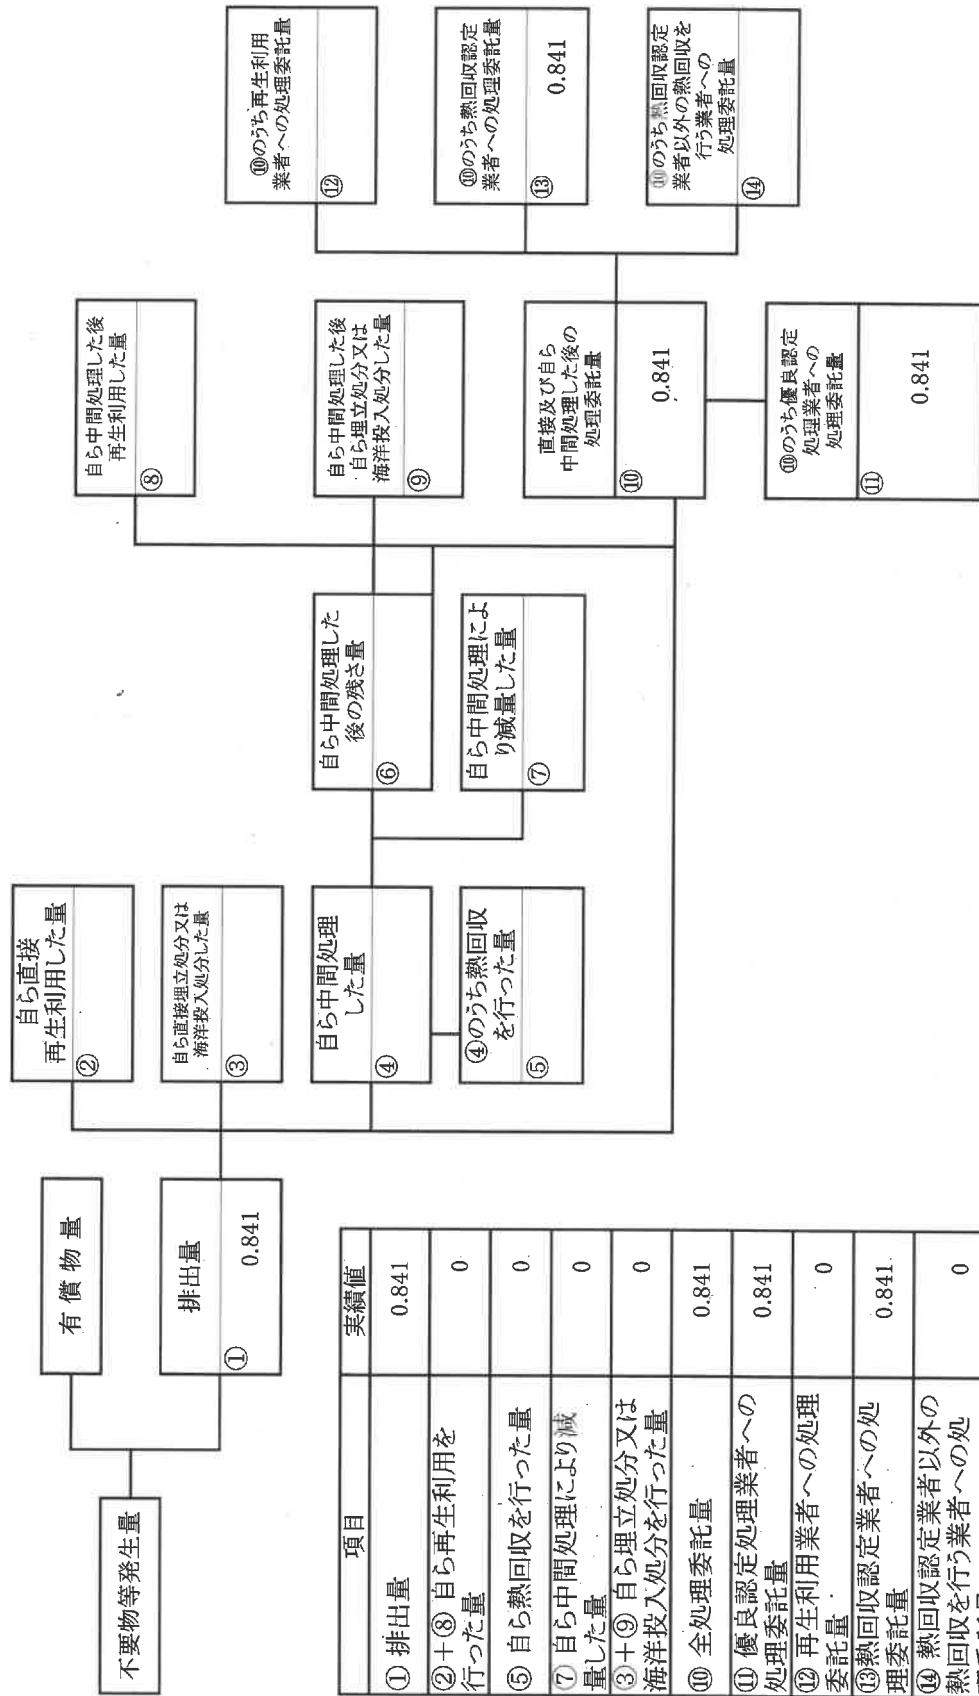 不要物等発生量
有償物量
排出量
①
0.841
自ら直接
再生利用した量
②
自ら直接埋立処分又は
海洋投入処分した量
③
自ら中間処理
した量
④
④のうち熱回収
を行った量
⑤
自ら中間処理した
後の残さ量
⑥
自ら中間処理によ
り減量した量
⑦
自ら中間処理した後
再生利用した量
⑧
自ら中間処理した後
自ら埋立処分又は
海洋投入処分した量
⑨
直接及び自ら
中間処理した後の
処理委託量
⑩
0.841
⑩のうち優良認定
処理業者への
処理委託量
⑪
0.841
⑩のうち再生利用
業者への処理委託量
⑫
⑩のうち熱回収認定
業者への処理委託量
⑬
0.841
⑩のうち熱回収認定
業者以外の熱回収を
行う業者への
処理委託量
⑭
項目 実績値
① 排出量 0.841
②+⑧ 自ら再生利用を
行った量 0
⑤ 自ら熱回収を行った量 0
⑦ 自ら中間処理により減
量した量 0
③+⑨ 自ら埋立処分又は
海洋投入処分を行った量 0
⑩ 全処理委託量 0.841
⑪ 優良認定処理業者への
処理委託量 0.841
⑫ 再生利用業者への処理
委託量 0
⑬熱回収認定業者への処
理委託量 0.841
⑭ 熱回収認定業者以外の
熱回収を行う業者への処 0